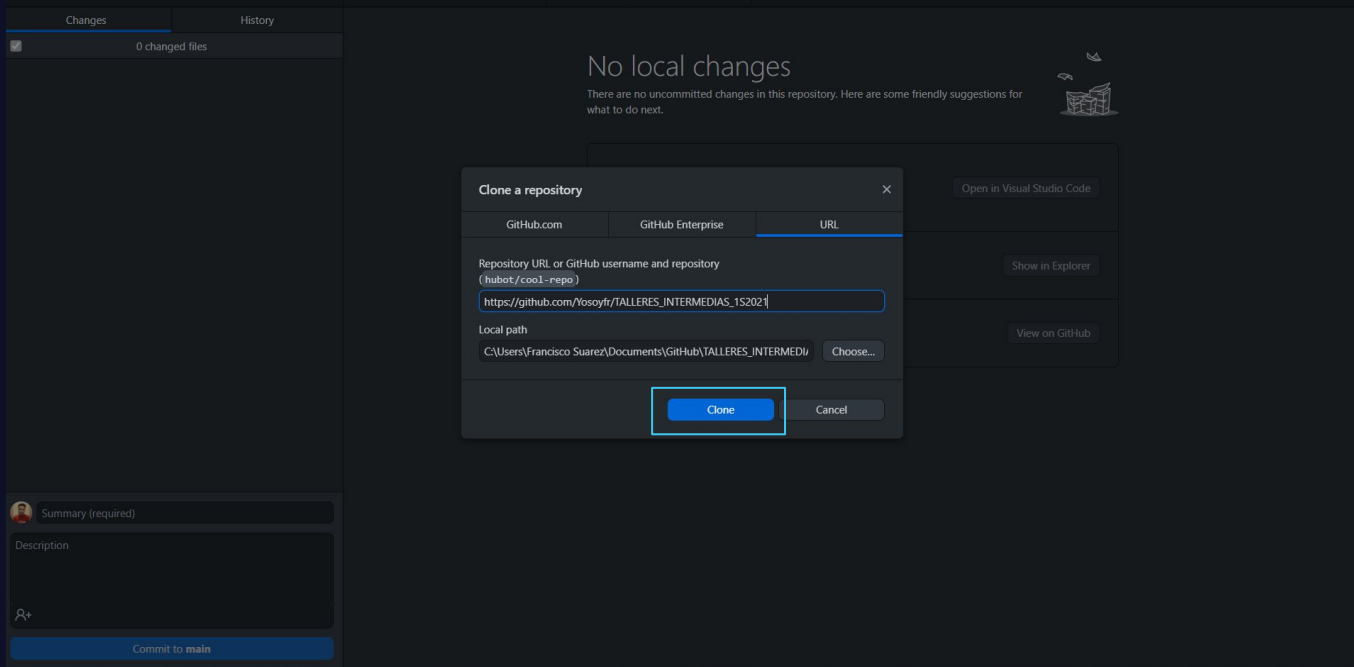 Changes
History
0 changed files
No local changes
There are no uncommitted changes in this repository. Here are some friendly suggestions for
what to do next.
Open in Visual Studio Code
Show in Explorer
View on GitHub
Clone a repository
GitHub.com
GitHub Enterprise
URL
Repository URL or GitHub username and repository
(hubot/cool-repo)
https://github.com/Yosoyfr/TALLERES_INTERMEDIAS_1S2021
Local path
C:\Users\Francisco Suarez\Documents\GitHub\TALLERES_INTERMEDI
Choose...
Clone
Cancel
Summary (required)
Description
Commit to main